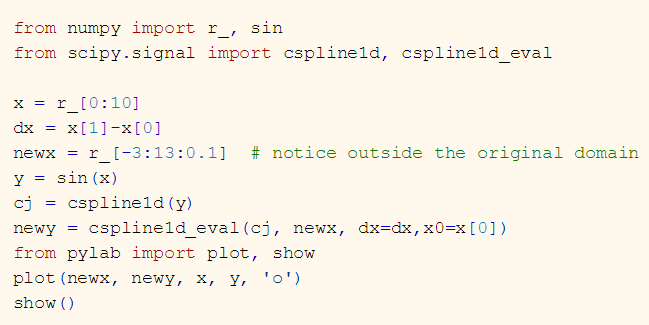 from numpy import r_, sin
from scipy.signal import cspline1d, cspline1d_eval
x = r_[0:10]
dx = x[1]-x[0]
newx = r_[-3:13:0.1]  # notice outside the original domain
y = sin(x)
cj = cspline1d(y)
newy = cspline1d_eval(cj, newx, dx=dx,x0=x[0])
from pylab import plot, show
plot(newx, newy, x, y, 'o')
show()